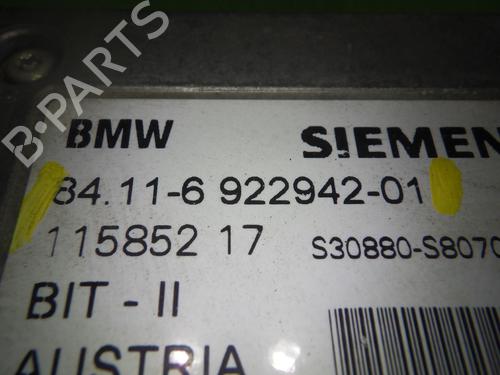 B-PARTS
BMW SIEMEN
84.11-6 922942-01
115852 17 S30880-S8070
BIT - II
AUSTRIA